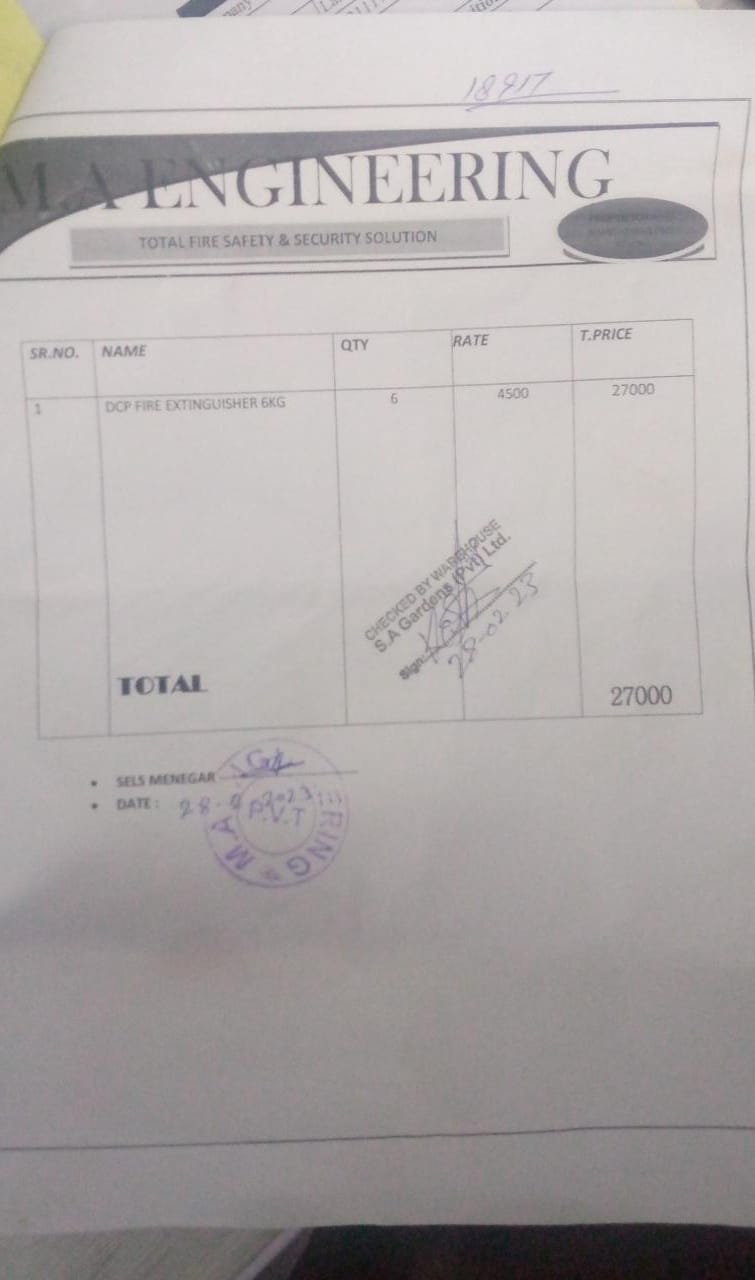 18917
M.A ENGINEERING
TOTAL FIRE SAFETY & SECURITY SOLUTION
SR.NO. NAME QTY RATE T.PRICE
1 DCP FIRE EXTINGUISHER 6KG 6 4500 27000
CHECKED BY WAREHOUSE
S.A Gardens (Pvt) Ltd.
Sign:
28-02.23
TOTAL 27000
• SELS MENEGAR
• DATE: 28-0 2023
P.V.T
ERING * M.A